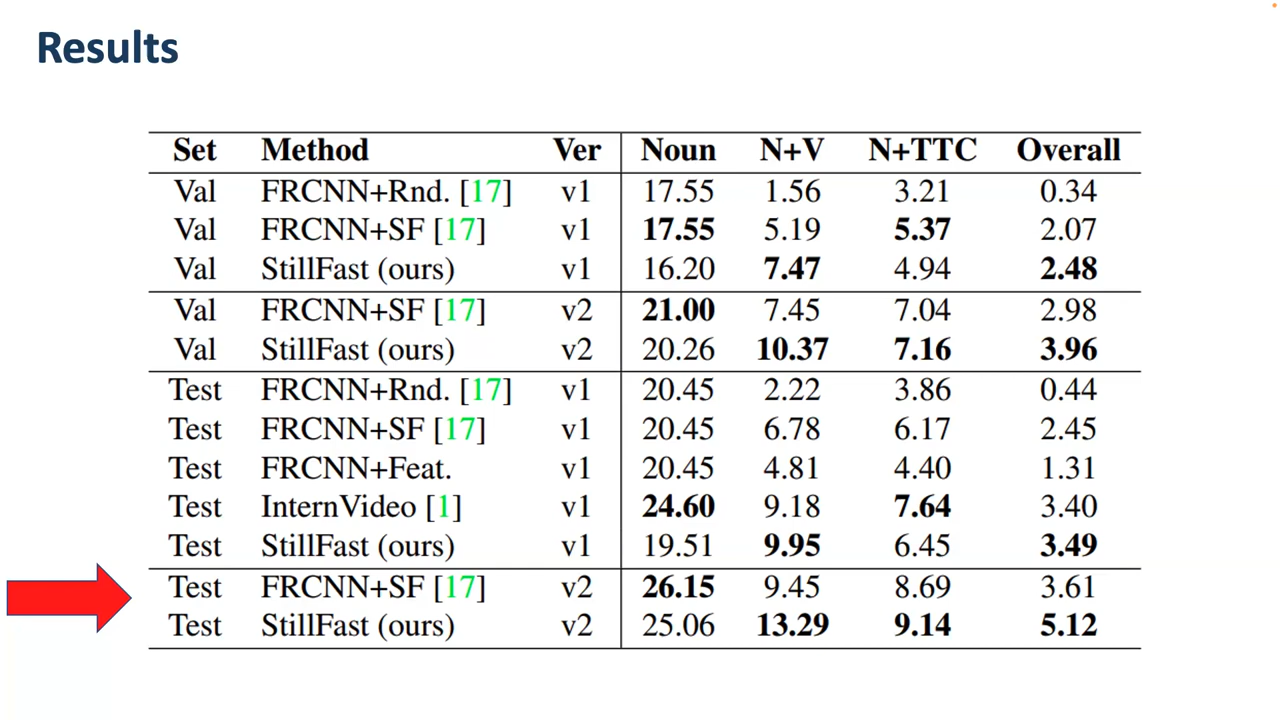 Results
Set Method Ver Noun N+V N+TTC Overall
Val FRCNN+Rnd. [17] v1 17.55 1.56 3.21 0.34
Val FRCNN+SF [17] v1 17.55 5.19 5.37 2.07
Val StillFast (ours) v1 16.20 7.47 4.94 2.48
Val FRCNN+SF [17] v2 21.00 7.45 7.04 2.98
Val StillFast (ours) v2 20.26 10.37 7.16 3.96
Test FRCNN+Rnd. [17] v1 20.45 2.22 3.86 0.44
Test FRCNN+SF [17] v1 20.45 6.78 6.17 2.45
Test FRCNN+Feat. v1 20.45 4.81 4.40 1.31
Test InternVideo [1] v1 24.60 9.18 7.64 3.40
Test StillFast (ours) v1 19.51 9.95 6.45 3.49
Test FRCNN+SF [17] v2 26.15 9.45 8.69 3.61
Test StillFast (ours) v2 25.06 13.29 9.14 5.12